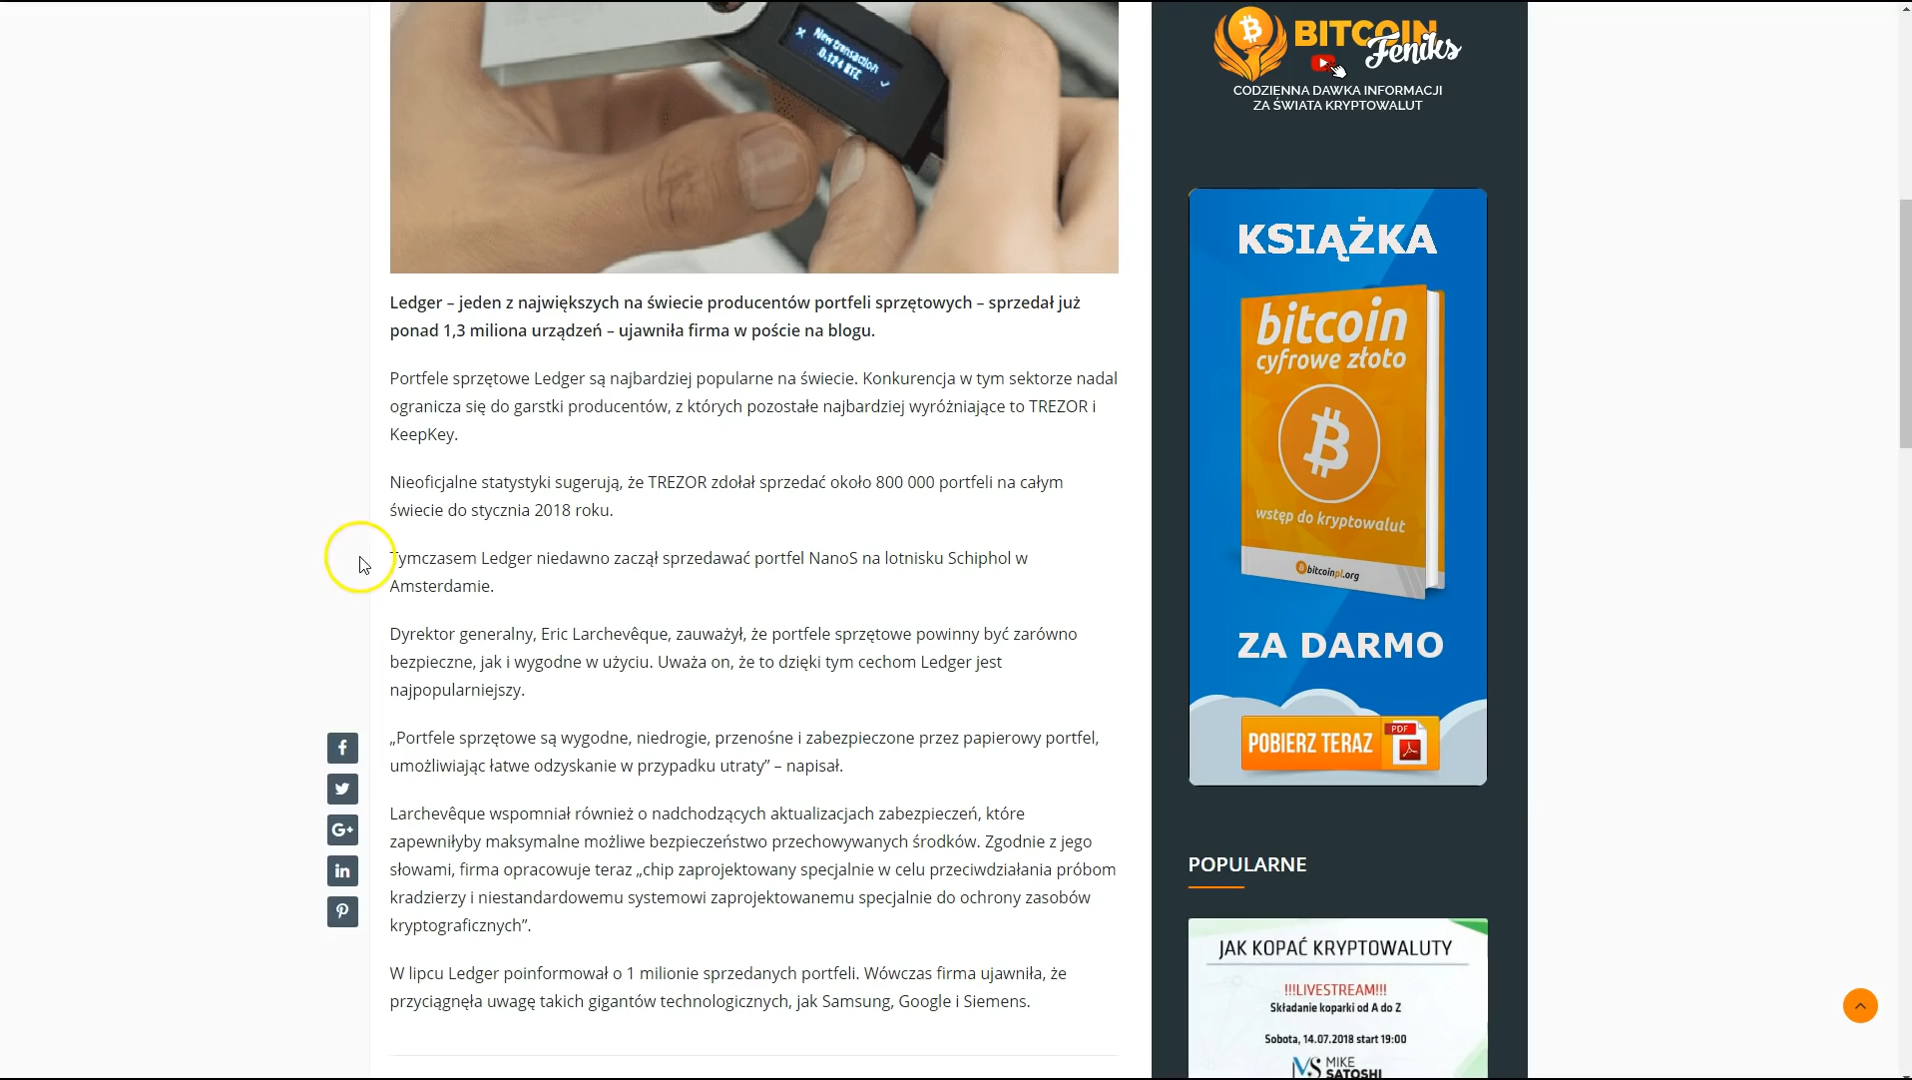 New transaction
0.124 BTC
Ledger – jeden z największych na świecie producentów portfeli sprzętowych – sprzedał już
ponad 1,3 miliona urządzeń – ujawniła firma w poście na blogu.
Portfele sprzętowe Ledger są najbardziej popularne na świecie. Konkurencja w tym sektorze nadal
ogranicza się do garstki producentów, z których pozostałe najbardziej wyróżniające to TREZOR i
KeepKey.
Nieoficjalne statystyki sugerują, że TREZOR zdołał sprzedać około 800 000 portfeli na całym
świecie do stycznia 2018 roku.
Tymczasem Ledger niedawno zaczął sprzedawać portfel NanoS na lotnisku Schiphol w
Amsterdamie.
Dyrektor generalny, Eric Larchevêque, zauważył, że portfele sprzętowe powinny być zarówno
bezpieczne, jak i wygodne w użyciu. Uważa on, że to dzięki tym cechom Ledger jest
najpopularniejszy.
„Portfele sprzętowe są wygodne, niedrogie, przenośne i zabezpieczone przez papierowy portfel,
umożliwiając łatwe odzyskanie w przypadku utraty” – napisał.
Larchevêque wspomniał również o nadchodzących aktualizacjach zabezpieczeń, które
zapewniłyby maksymalne możliwe bezpieczeństwo przechowywanych środków. Zgodnie z jego
słowami, firma opracowuje teraz „chip zaprojektowany specjalnie w celu przeciwdziałania próbom
kradzierzy i niestandardowemu systemowi zaprojektowanemu specjalnie do ochrony zasobów
kryptograficznych”.
W lipcu Ledger poinformował o 1 milionie sprzedanych portfeli. Wówczas firma ujawniła, że
przyciągnęła uwagę takich gigantów technologicznych, jak Samsung, Google i Siemens.
f
G+
in
BITCOIN
Feniks
CODZIENNA DAWKA INFORMACJI
ZA ŚWIATA KRYPTOWALUT
KSIĄŻKA
bitcoin
cyfrowe złoto
wstęp do kryptowalut
bitcoinpl.org
ZA DARMO
POBIERZ TERAZ
PDF
POPULARNE
JAK KOPAĆ KRYPTOWALUTY
!!!LIVESTREAM!!!
Składanie koparki od A do Z
Sobota, 14.07.2018 start 19:00
MS MIKE
SATOSHI